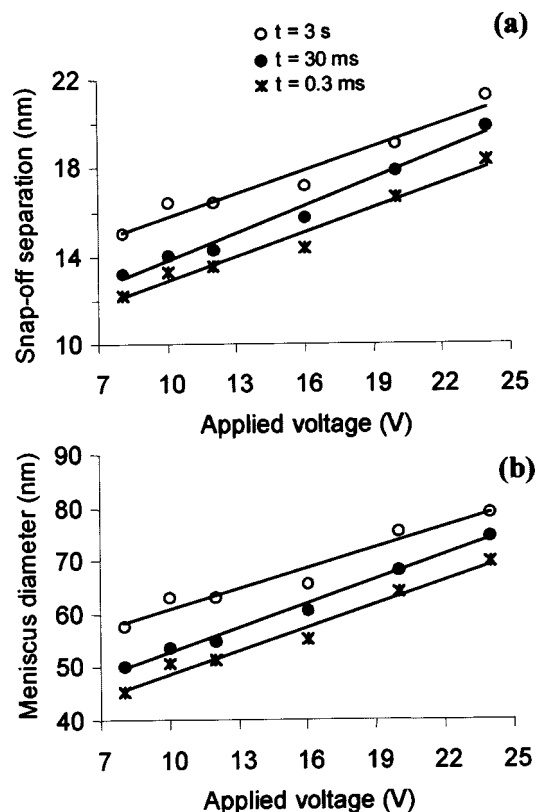 (a)
t = 3 s
t = 30 ms
t = 0.3 ms
Snap-off separation (nm)
22
18
14
10
7 10 13 16 19 22 25
Applied voltage (V)
(b)
Meniscus diameter (nm)
90
80
70
60
50
40
7 10 13 16 19 22 25
Applied voltage (V)